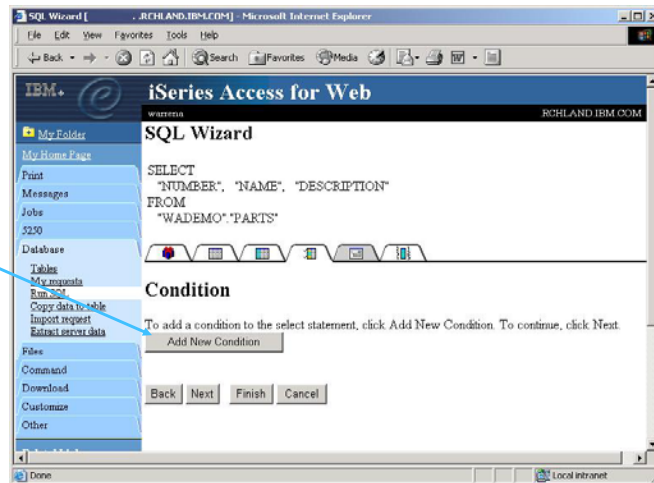 SQL Wizard [ .RCHLAND.IBM.COM] - Microsoft Internet Explorer
File Edit View Favorites Tools Help
Back Search Favorites Media
IBM iSeries Access for Web
warrena RCHLAND.IBM.COM
My Folder
My Home Page
Print
Messages
Jobs
5250
Database
Tables
My requests
Run SQL
Copy data to table
Import request
Extract server data
Files
Command
Download
Customize
Other
SQL Wizard
SELECT
"NUMBER", "NAME", "DESCRIPTION"
FROM
"WADEMO"."PARTS"
Condition
To add a condition to the select statement, click Add New Condition. To continue, click Next.
Add New Condition
Back Next Finish Cancel
Done Local intranet